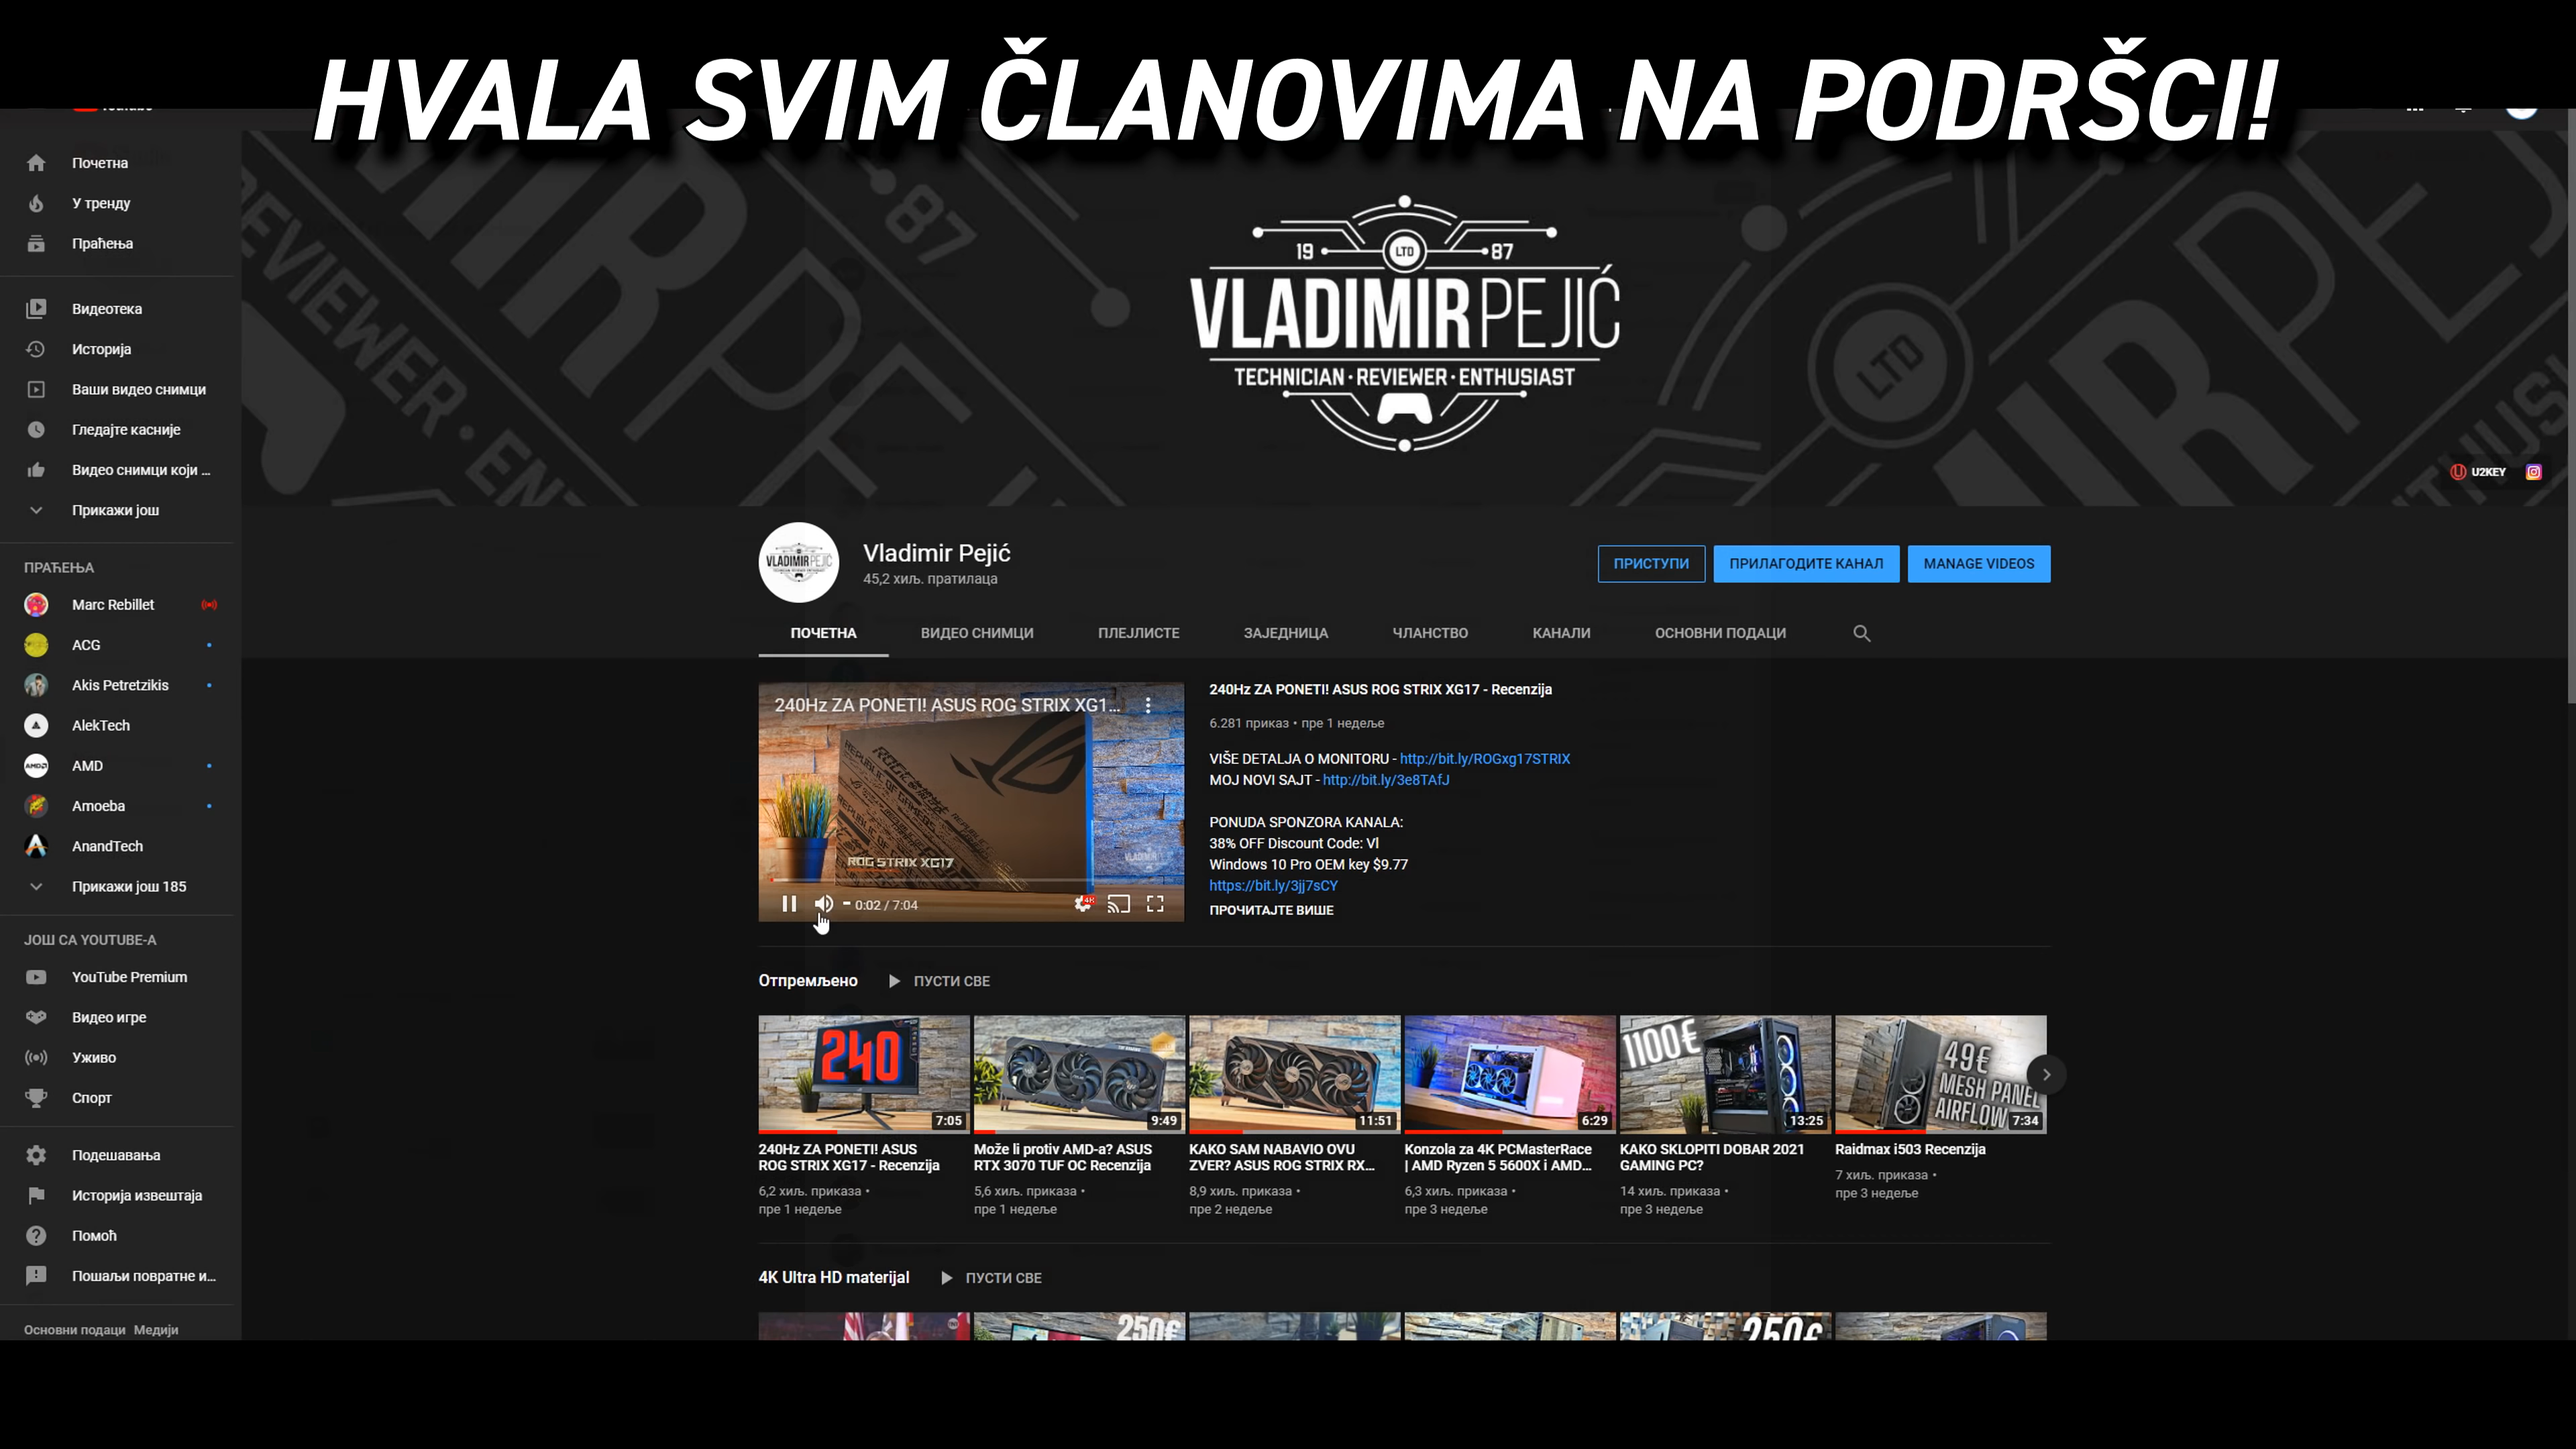 HVALA SVIM ČLANOVIMA NA PODRŠCI!
Почетна
У тренду
Праћења
Видеотека
Историја
Ваши видео снимци
Гледајте касније
Видео снимци који ...
Прикажи још
ПРАЋЕЊА
Marc Rebillet
ACG
Akis Petretzikis
AlekTech
AMD
Amoeba
AnandTech
Прикажи још 185
ЈОШ СА YOUTUBE-А
YouTube Premium
Видео игре
Уживо
Спорт
Подешавања
Историја извештаја
Помоћ
Пошаљи повратне и...
Основни подаци Медији
19 LTD 87
VLADIMIR PEJIĆ
TECHNICIAN · REVIEWER · ENTHUSIAST
U2KEY
Vladimir Pejić
45,2 хиљ. пратилаца
ПРИСТУПИ
ПРИЛАГОДИТЕ КАНАЛ
MANAGE VIDEOS
ПОЧЕТНА ВИДЕО СНИМЦИ ПЛЕЈЛИСТЕ ЗАЈЕДНИЦА ЧЛАНСТВО КАНАЛИ ОСНОВНИ ПОДАЦИ
240Hz ZA PONETI! ASUS ROG STRIX XG1...
ROG STRIX XG17
0:02 / 7:04
240Hz ZA PONETI! ASUS ROG STRIX XG17 - Recenzija
6.281 приказ • пре 1 недеље
VIŠE DETALJA O MONITORU - http://bit.ly/ROGxg17STRIX
MOJ NOVI SAJT - http://bit.ly/3e8TAfJ
PONUDA SPONZORA KANALA:
38% OFF Discount Code: Vl
Windows 10 Pro OEM key $9.77
https://bit.ly/3jj7sCY
ПРОЧИТАЈТЕ ВИШЕ
Отпремљено
ПУСТИ СВЕ
240
7:05
240Hz ZA PONETI! ASUS
ROG STRIX XG17 - Recenzija
6,2 хиљ. приказа •
пре 1 недеље
9:49
Može li protiv AMD-a? ASUS
RTX 3070 TUF OC Recenzija
5,6 хиљ. приказа •
пре 1 недеље
11:51
KAKO SAM NABAVIO OVU
ZVER? ASUS ROG STRIX RX...
8,9 хиљ. приказа •
пре 2 недеље
6:29
Konzola za 4K PCMasterRace
| AMD Ryzen 5 5600X i AMD...
6,3 хиљ. приказа •
пре 3 недеље
1100€
13:25
KAKO SKLOPITI DOBAR 2021
GAMING PC?
14 хиљ. приказа •
пре 3 недеље
49€
MESH PANEL
AIRFLOW
7:34
Raidmax i503 Recenzija
7 хиљ. приказа •
пре 3 недеље
4K Ultra HD materijal
ПУСТИ СВЕ
250€
250€